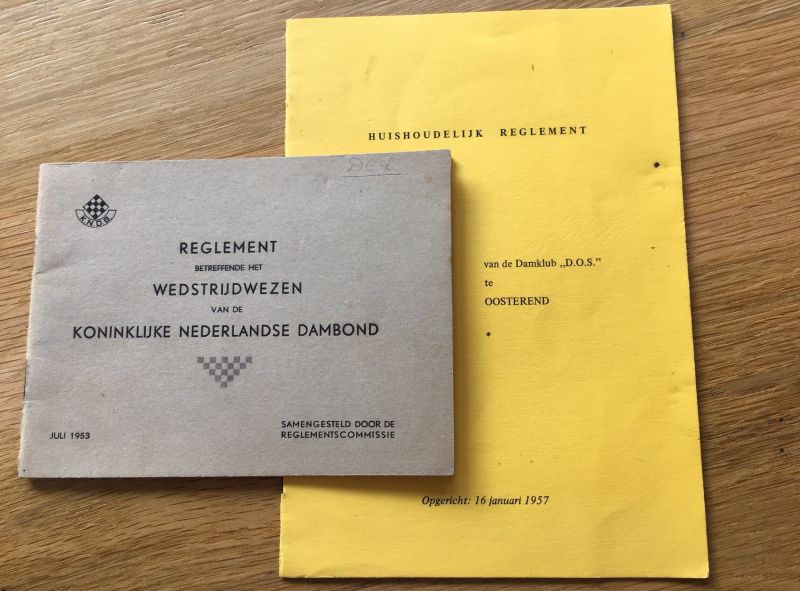 K.N.D.B.
REGLEMENT
BETREFFENDE HET
WEDSTRIJDWEZEN
VAN DE
KONINKLIJKE NEDERLANDSE DAMBOND
JULI 1953
SAMENGESTELD DOOR DE
REGLEMENTSCOMMISSIE
HUISHOUDELIJK REGLEMENT
van de Damklub „D.O.S.”
te
OOSTEREND
*
Opgericht: 16 januari 1957